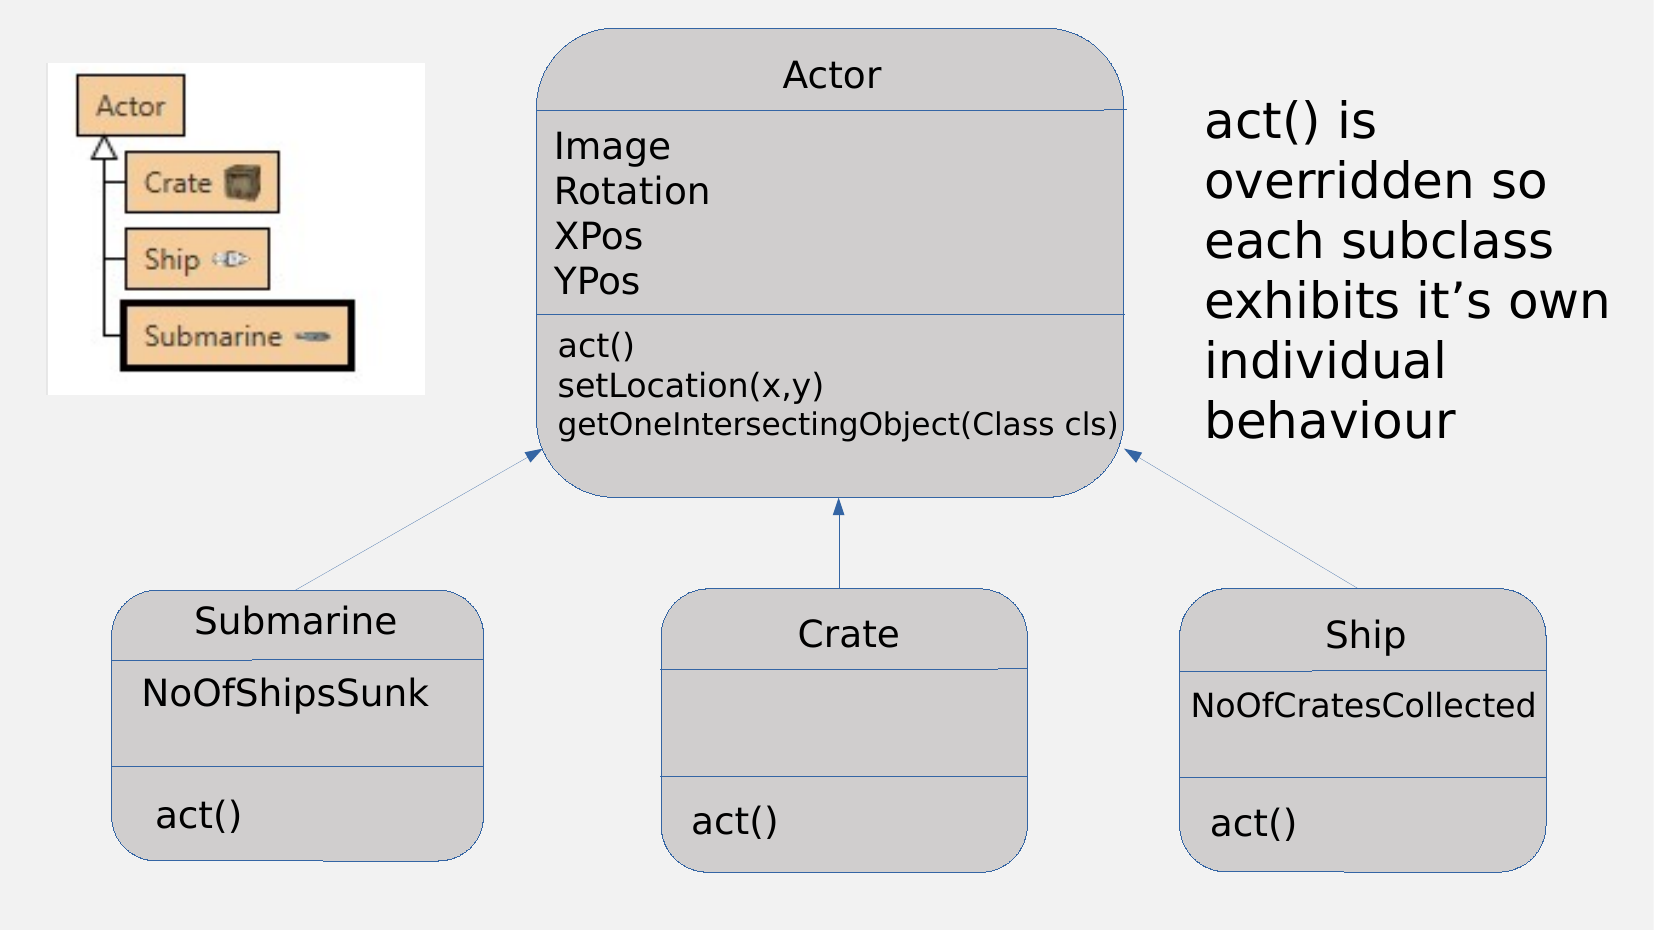 Actor
Crate
Ship
Submarine
Actor
Image
Rotation
XPos
YPos
act()
setLocation(x,y)
getOneIntersectingObject(Class cls)
act() is
overridden so
each subclass
exhibits it’s own
individual
behaviour
Submarine
NoOfShipsSunk
act()
Crate
act()
Ship
NoOfCratesCollected
act()